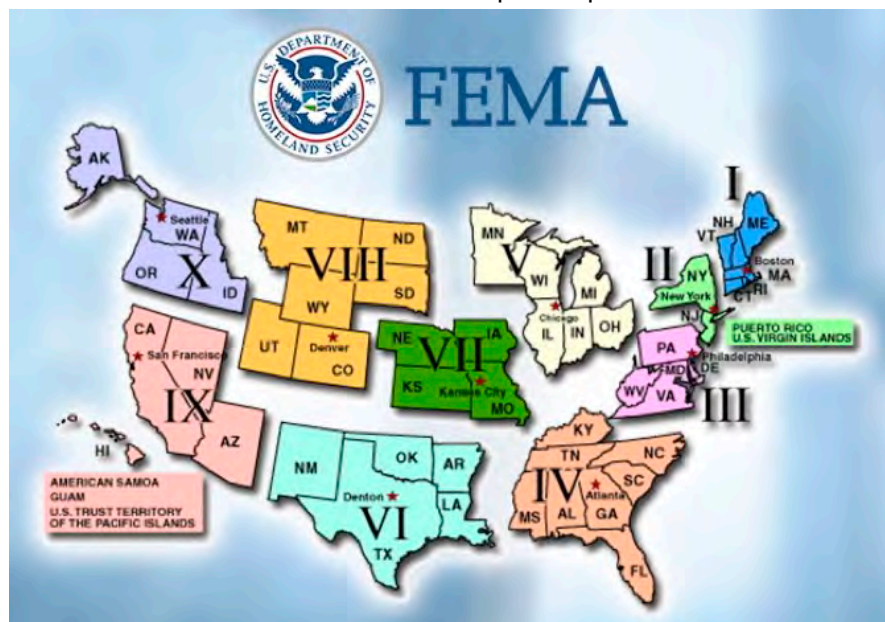 U.S. DEPARTMENT OF
HOMELAND SECURITY
FEMA
AK
Seattle
WA
OR
ID
X
MT
ND
VIII
SD
WY
UT
Denver
CO
MN
V
WI
MI
Chicago
IL
IN
OH
I
NH
ME
VT
Boston
MA
RI
CT
II
NY
New York
NJ
PUERTO RICO
U.S. VIRGIN ISLANDS
PA
Philadelphia
DE
MD
WV
VA
III
CA
San Francisco
NV
IX
AZ
HI
AMERICAN SAMOA
GUAM
U.S. TRUST TERRITORY
OF THE PACIFIC ISLANDS
NE
IA
VII
KS
Kansas City
MO
NM
OK
AR
Denton
LA
VI
TX
KY
TN
NC
IV
SC
Atlanta
MS
AL
GA
FL